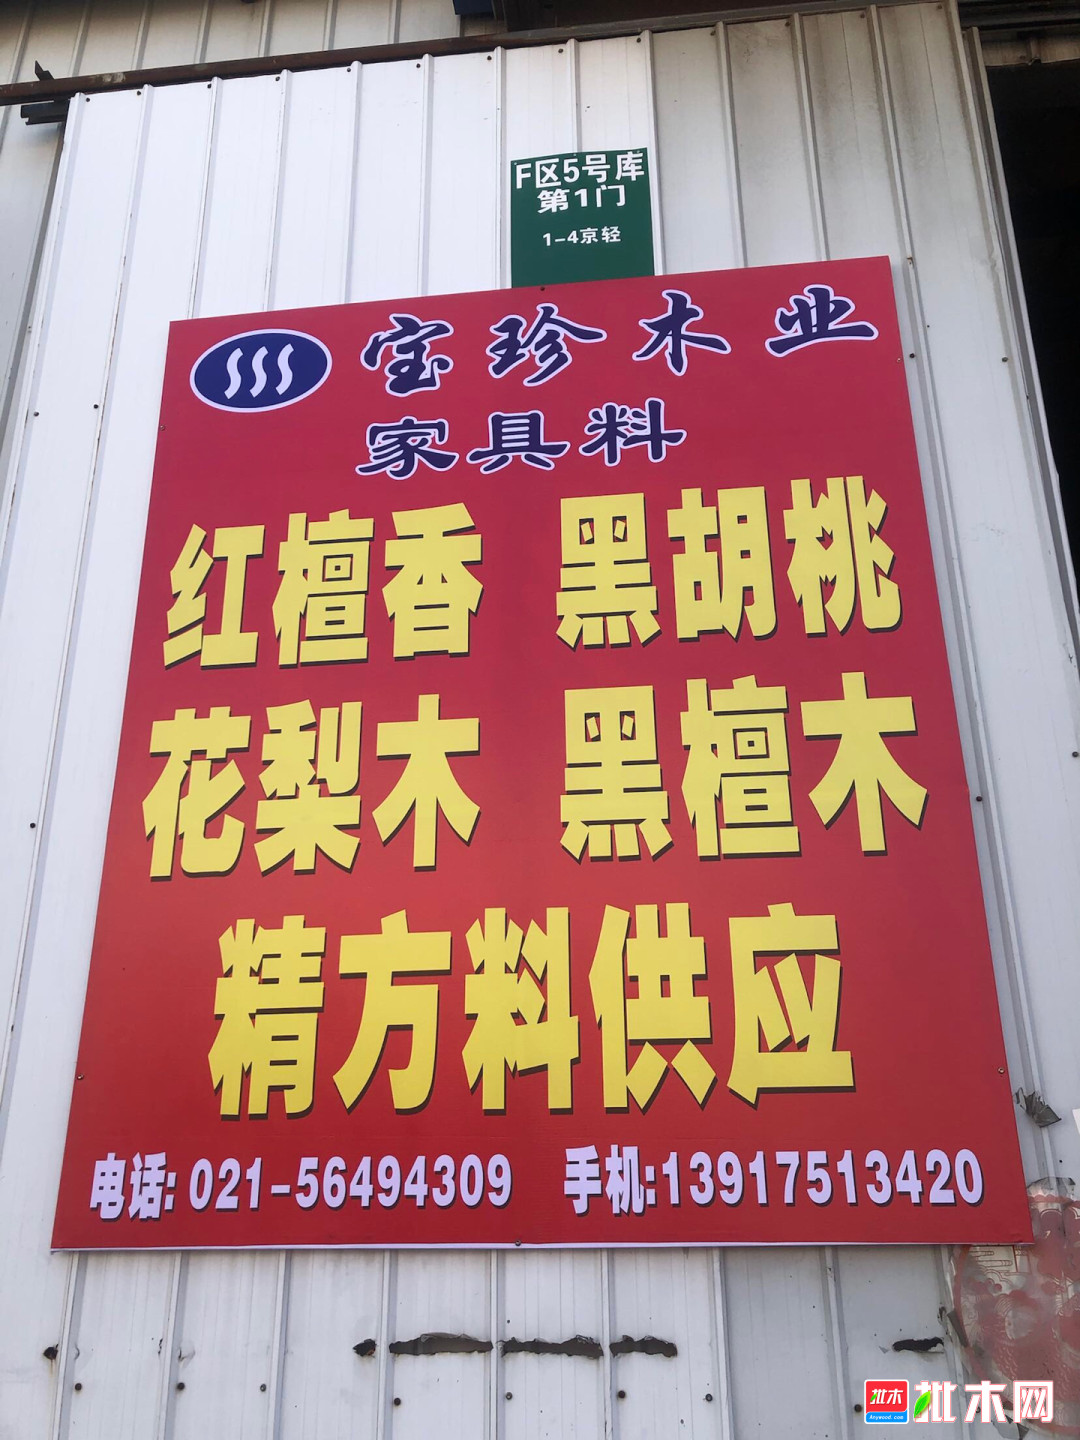 F区5号库
第1门
1-4京轻
宝珍木业
家具料
红檀香 黑胡桃
花梨木 黑檀木
精方料供应
电话: 021-56494309 手机:13917513420
批木 批木网
Anywood.com